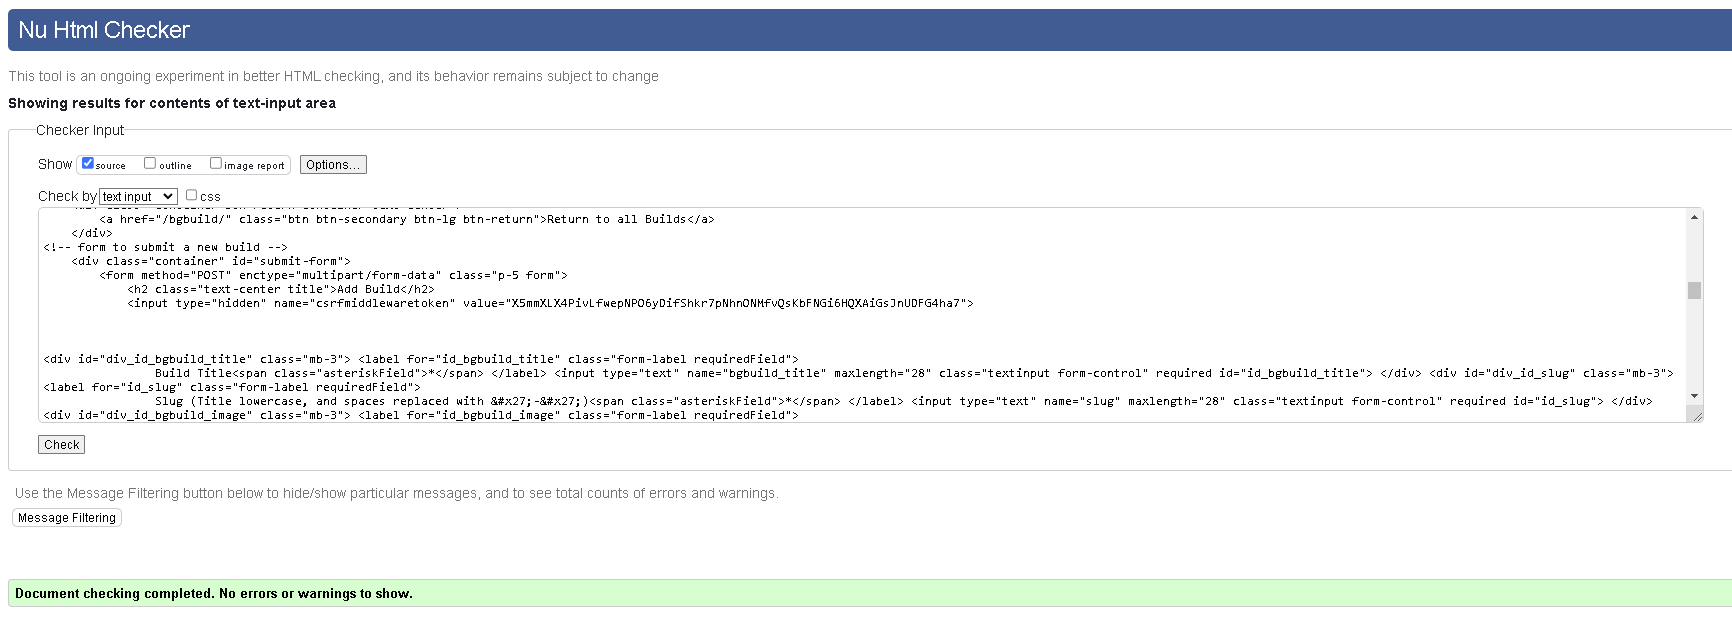 Nu Html Checker
This tool is an ongoing experiment in better HTML checking, and its behavior remains subject to change
Showing results for contents of text-input area
Checker Input
Show source outline image report Options...
Check by text input css
<a href="/bgbuild/" class="btn btn-secondary btn-lg btn-return">Return to all Builds</a>
</div>
<!-- form to submit a new build -->
<div class="container" id="submit-form">
<form method="POST" enctype="multipart/form-data" class="p-5 form">
<h2 class="text-center title">Add Build</h2>
<input type="hidden" name="csrfmiddlewaretoken" value="X5mmXLX4PivLfwepNPO6yDifShkr7pNhnONMfvQsKbFNGi6HQXAiGsJnUDFG4ha7">
<div id="div_id_bgbuild_title" class="mb-3"> <label for="id_bgbuild_title" class="form-label requiredField">
Build Title<span class="asteriskField">*</span> </label> <input type="text" name="bgbuild_title" maxlength="28" class="textinput form-control" required id="id_bgbuild_title"> </div> <div id="div_id_slug" class="mb-3">
<label for="id_slug" class="form-label requiredField">
Slug (Title lowercase, and spaces replaced with &#x27;-&#x27;)<span class="asteriskField">*</span> </label> <input type="text" name="slug" maxlength="28" class="textinput form-control" required id="id_slug"> </div>
<div id="div_id_bgbuild_image" class="mb-3"> <label for="id_bgbuild_image" class="form-label requiredField">
Check
Use the Message Filtering button below to hide/show particular messages, and to see total counts of errors and warnings.
Message Filtering
Document checking completed. No errors or warnings to show.